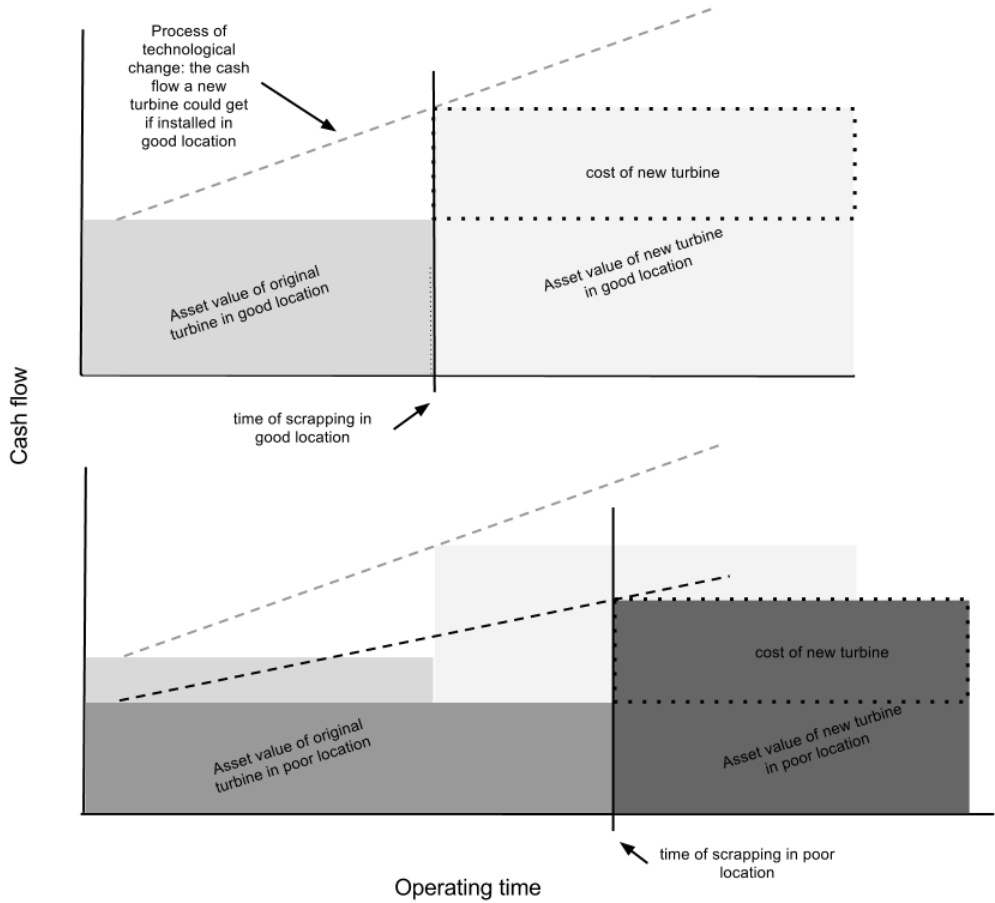 Process of
technological
change: the cash
flow a new
turbine could get
if installed in
good location
cost of new turbine
Asset value of original
turbine in good location
Asset value of new turbine
in good location
time of scrapping in
good location
Cash flow
cost of new turbine
Asset value of original
turbine in poor location
Asset value of new turbine
in poor location
time of scrapping in poor
location
Operating time